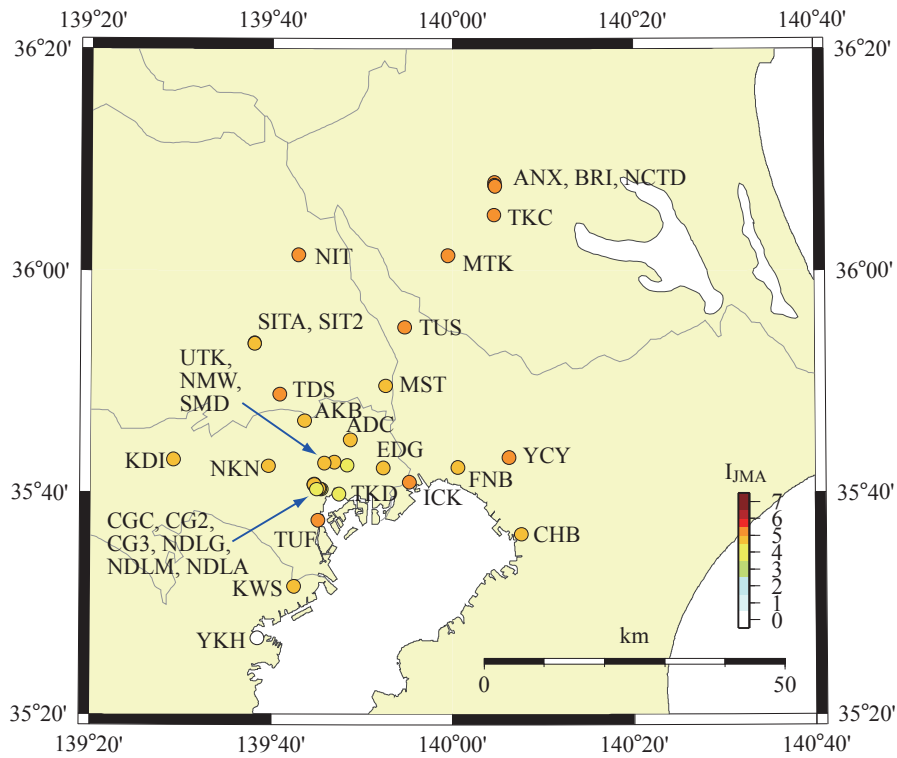 139°20' 139°40' 140°00' 140°20' 140°40'
36°20' 36°20'
ANX, BRI, NCTD
TKC
NIT
MTK
36°00' 36°00'
SITA, SIT2
TUS
UTK,
NMW,
SMD
MST
TDS
AKB
ADC
EDG
YCY
KDI
NKN
FNB
I JMA
35°40' 35°40'
TKD
ICK
7
6
5
4
3
2
1
0
CGC, CG2,
CG3, NDLG,
NDLM, NDLA
TUF
CHB
KWS
YKH
km
0 50
35°20' 35°20'
139°20' 139°40' 140°00' 140°20' 140°40'